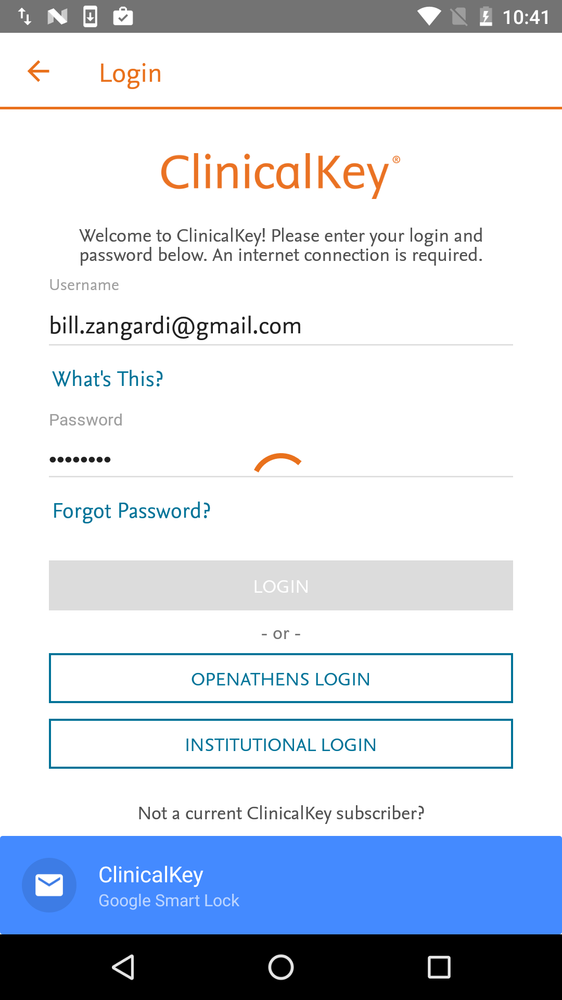 10:41
Login
ClinicalKey®
Welcome to ClinicalKey! Please enter your login and
password below. An internet connection is required.
Username
bill.zangardi@gmail.com
What's This?
Password
••••••••
Forgot Password?
LOGIN
- or -
OPENATHENS LOGIN
INSTITUTIONAL LOGIN
Not a current ClinicalKey subscriber?
ClinicalKey
Google Smart Lock